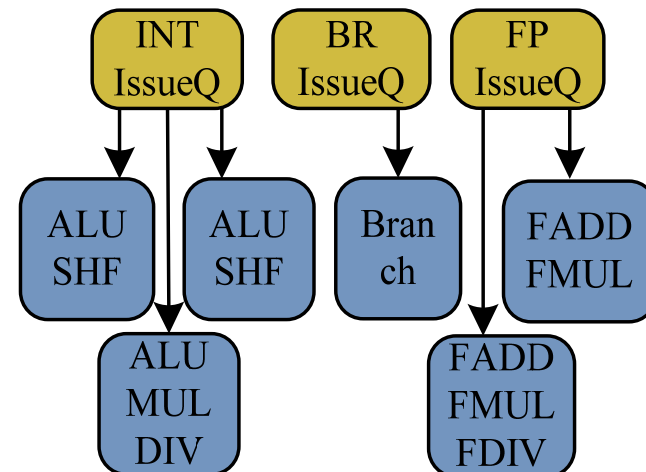 INT
IssueQ
BR
IssueQ
FP
IssueQ
ALU
SHF
ALU
SHF
Bran
ch
FADD
FMUL
ALU
MUL
DIV
FADD
FMUL
FDIV